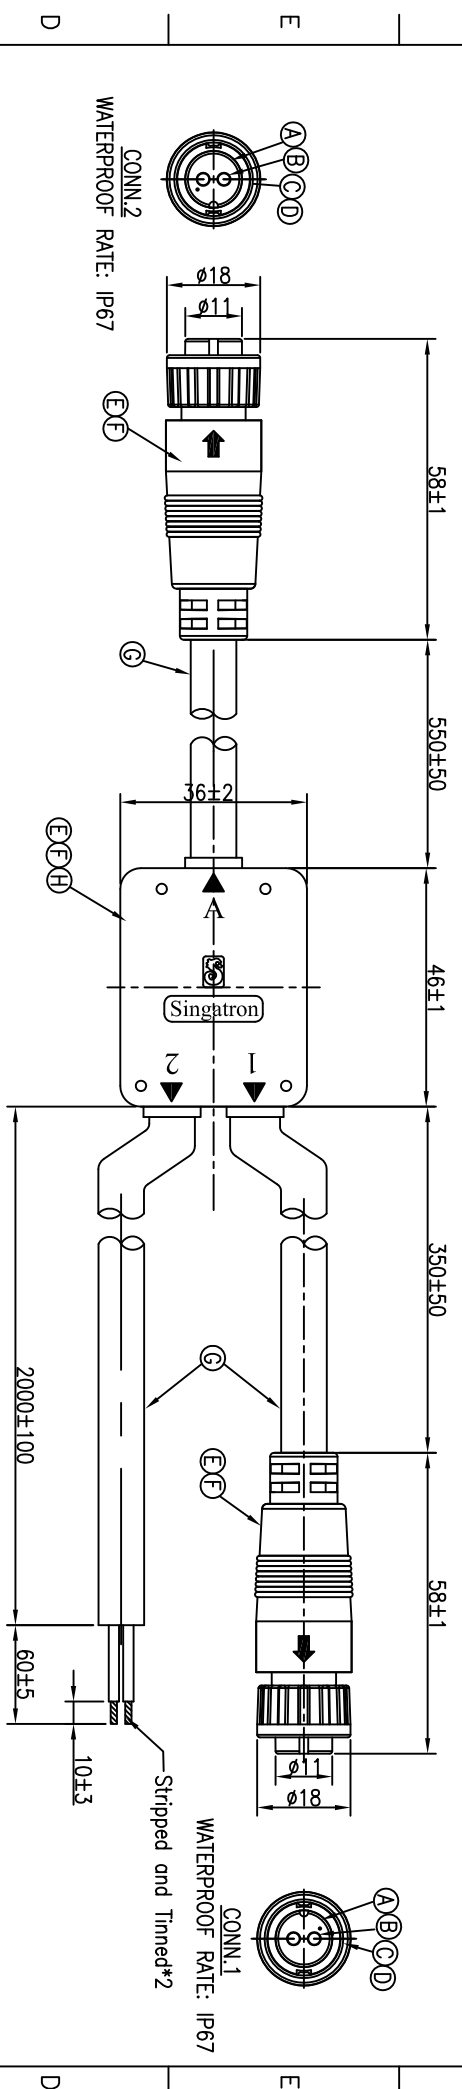 E
E
D
D
A
B
C
D
CONN.2
WATERPROOF RATE: IP67
ø18
ø11
58±1
550±50
46±1
350±50
58±1
E
F
G
36±2
E
F
H
A
Singatron
2
1
G
E
F
2000±100
60±5
10±3
Stripped and Tinned*2
ø11
ø18
A
B
C
D
CONN.1
WATERPROOF RATE: IP67